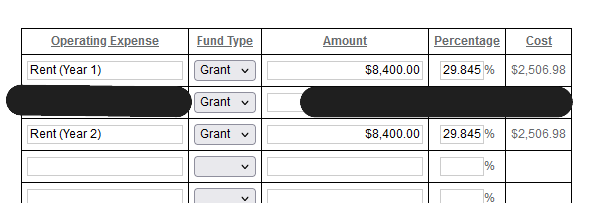 Operating Expense Fund Type Amount Percentage Cost
Rent (Year 1) Grant $8,400.00 29.845 % $2,506.98
Grant
Rent (Year 2) Grant $8,400.00 29.845 % $2,506.98
%
%